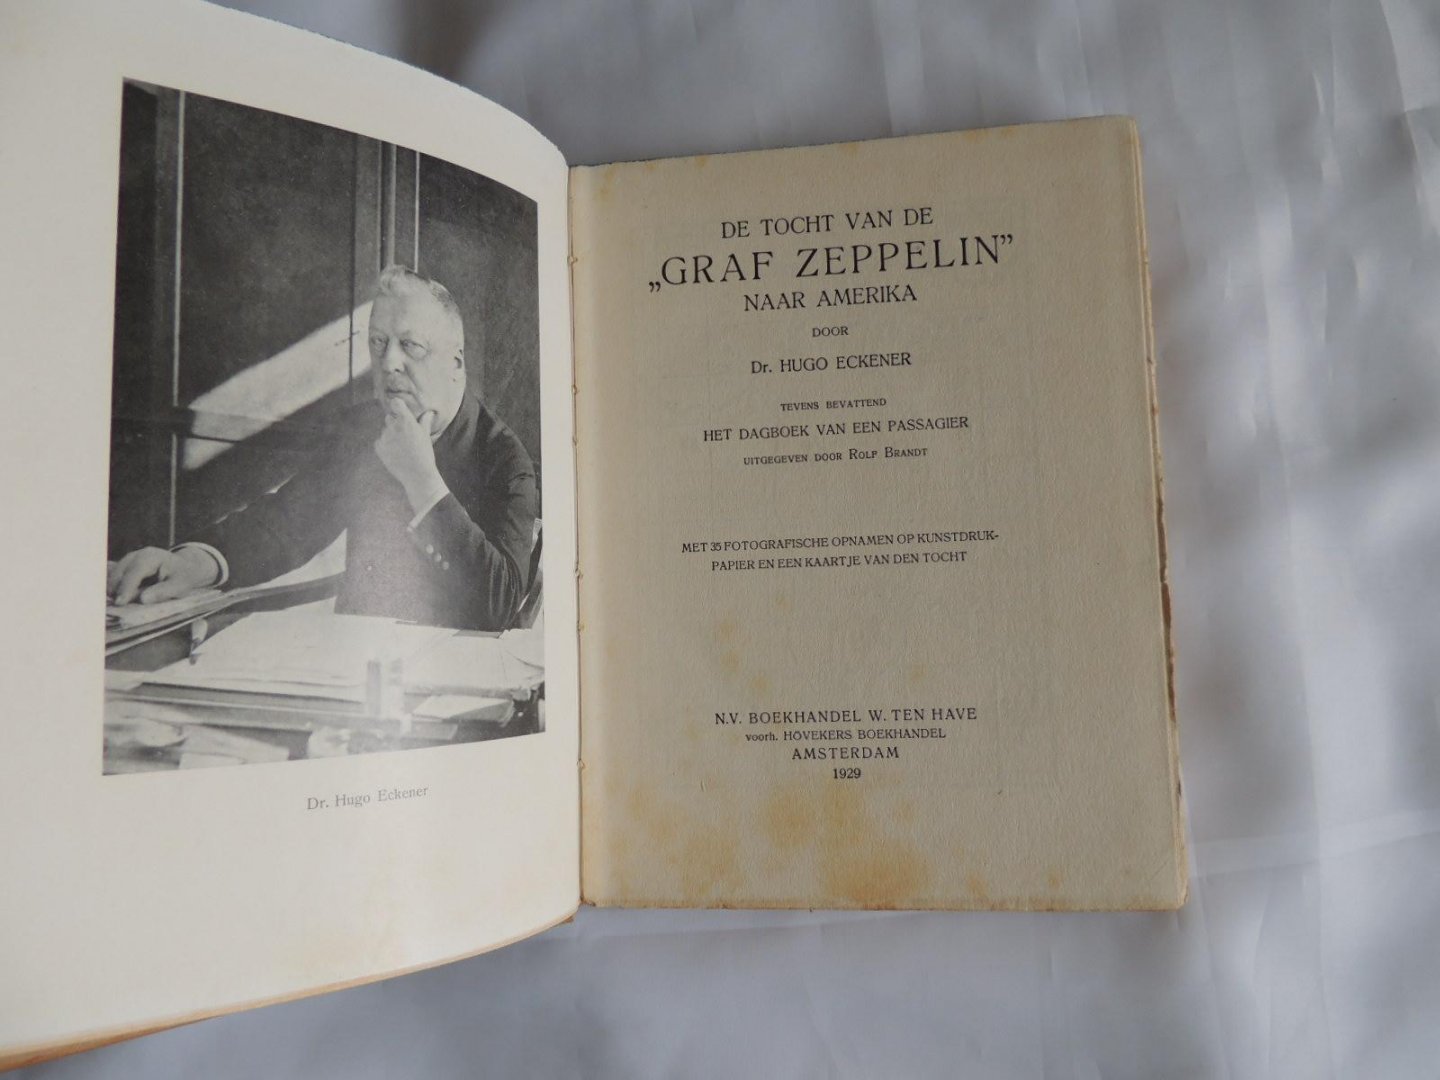 Dr. Hugo Eckener
DE TOCHT VAN DE
„GRAF ZEPPELIN”
NAAR AMERIKA
DOOR
Dr. HUGO ECKENER
TEVENS BEVATTEND
HET DAGBOEK VAN EEN PASSAGIER
UITGEGEVEN DOOR ROLF BRANDT
MET 35 FOTOGRAFISCHE OPNAMEN OP KUNSTDRUK-
PAPIER EN EEN KAARTJE VAN DEN TOCHT
N.V. BOEKHANDEL W. TEN HAVE
voorh. HÖVEKERS BOEKHANDEL
AMSTERDAM
1929